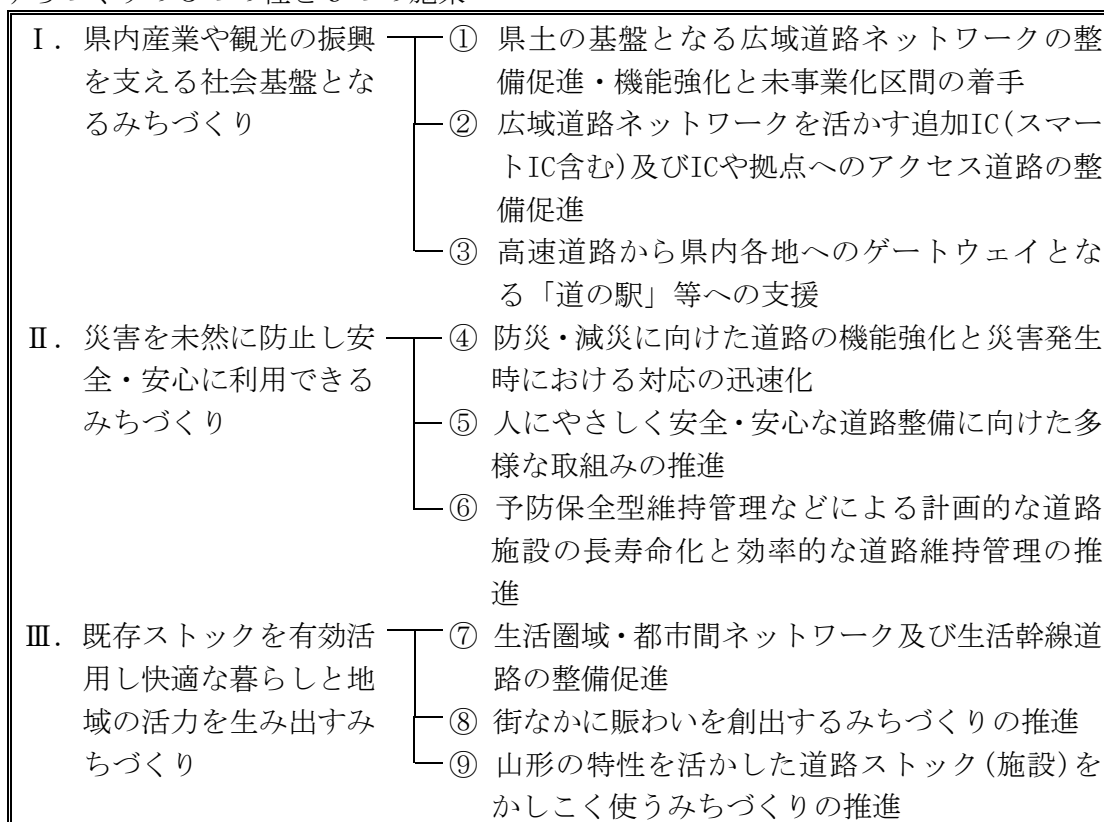 Ⅰ．県内産業や観光の振興
を支える社会基盤とな
るみちづくり
① 県土の基盤となる広域道路ネットワークの整
備促進・機能強化と未事業化区間の着手
② 広域道路ネットワークを活かす追加IC(スマー
トIC含む)及びICや拠点へのアクセス道路の整
備促進
③ 高速道路から県内各地へのゲートウェイとな
る「道の駅」等への支援
Ⅱ．災害を未然に防止し安
全・安心に利用できる
みちづくり
④ 防災・減災に向けた道路の機能強化と災害発生
時における対応の迅速化
⑤ 人にやさしく安全・安心な道路整備に向けた多
様な取組みの推進
⑥ 予防保全型維持管理などによる計画的な道路
施設の長寿命化と効率的な道路維持管理の推
進
Ⅲ．既存ストックを有効活
用し快適な暮らしと地
域の活力を生み出すみ
ちづくり
⑦ 生活圏域・都市間ネットワーク及び生活幹線道
路の整備促進
⑧ 街なかに賑わいを創出するみちづくりの推進
⑨ 山形の特性を活かした道路ストック(施設)を
かしこく使うみちづくりの推進